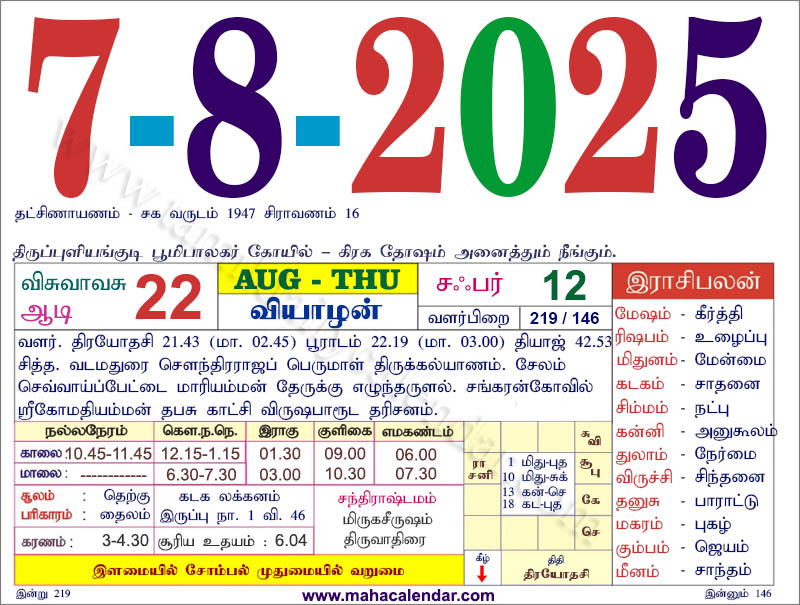 7-8-2025
தட்சிணாயணம் - சக வருடம் 1947 சிராவணம் 16
திருப்புளியங்குடி பூமிபாலகர் கோயில் – கிரக தோஷம் அனைத்தும் நீங்கும்.
விசுவாவசு
ஆடி 22
AUG - THU
வியாழன்
சஃபர் 12
வளர்பிறை 219 / 146
வளர். திரயோதசி 21.43 (மா. 02.45) பூராடம் 22.19 (மா. 03.00) தியாஜ் 42.53
சித்த. வடமதுரை சௌந்திரராஜப் பெருமாள் திருக்கல்யாணம். சேலம்
செவ்வாய்ப்பேட்டை மாரியம்மன் தேருக்கு எழுந்தருளல். சங்கரன்கோவில்
ஸ்ரீகோமதியம்மன் தபசு காட்சி விருஷபாரூட தரிசனம்.
நல்லநேரம் கௌ.ந.நெ. இராகு குளிகை எமகண்டம்
காலை: 10.45-11.45 12.15-1.15 01.30 09.00 06.00
மாலை: ------------ 6.30-7.30 03.00 10.30 07.30
சூலம் : தெற்கு
பரிகாரம் : தைலம்
கடக லக்கனம்
இருப்பு நா. 1 வி. 46
சந்திராஷ்டமம்
மிருகசீருஷம்
திருவாதிரை
கரணம் : 3-4.30 சூரிய உதயம் : 6.04
இளமையில் சோம்பல் முதுமையில் வறுமை
சு
வி
ரா
சனி
1 மிது-புத
10 மிது-சுக்
13 கன்-செ
18 கட-புத
சூ
பு
கே
செ
கீழ்
திதி
திரயோதசி
இராசிபலன்
மேஷம் - கீர்த்தி
ரிஷபம் - உழைப்பு
மிதுனம் - மேன்மை
கடகம் - சாதனை
சிம்மம் - நட்பு
கன்னி - அனுகூலம்
துலாம் - நேர்மை
விருச்சி - சிந்தனை
தனுசு - பாராட்டு
மகரம் - புகழ்
கும்பம் - ஜெயம்
மீனம் - சாந்தம்
இன்று 219
www.mahacalendar.com
இன்னும் 146